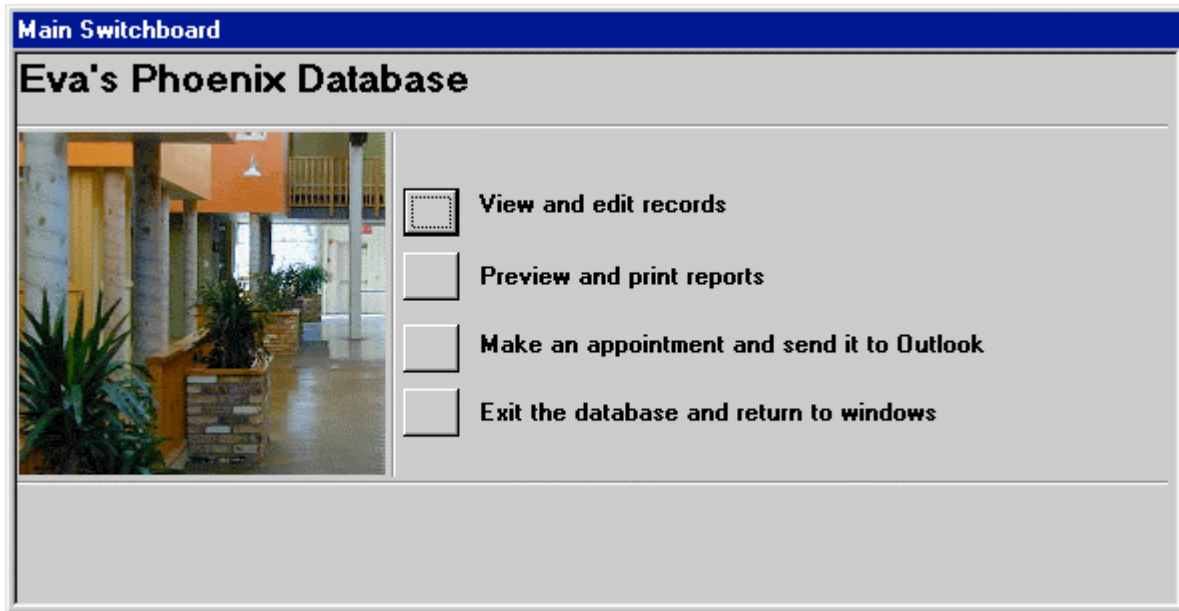 Main Switchboard
Eva's Phoenix Database
View and edit records
Preview and print reports
Make an appointment and send it to Outlook
Exit the database and return to windows